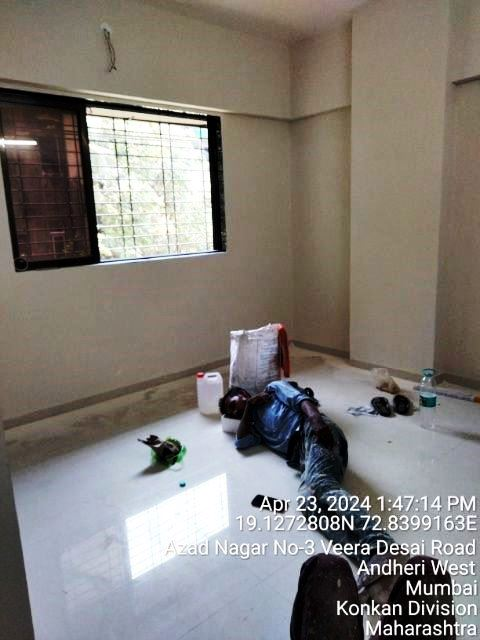 Apr 23, 2024 1:47:14 PM
19.1272808N 72.8399163E
Azad Nagar No-3 Veera Desai Road
Andheri West
Mumbai
Konkan Division
Maharashtra